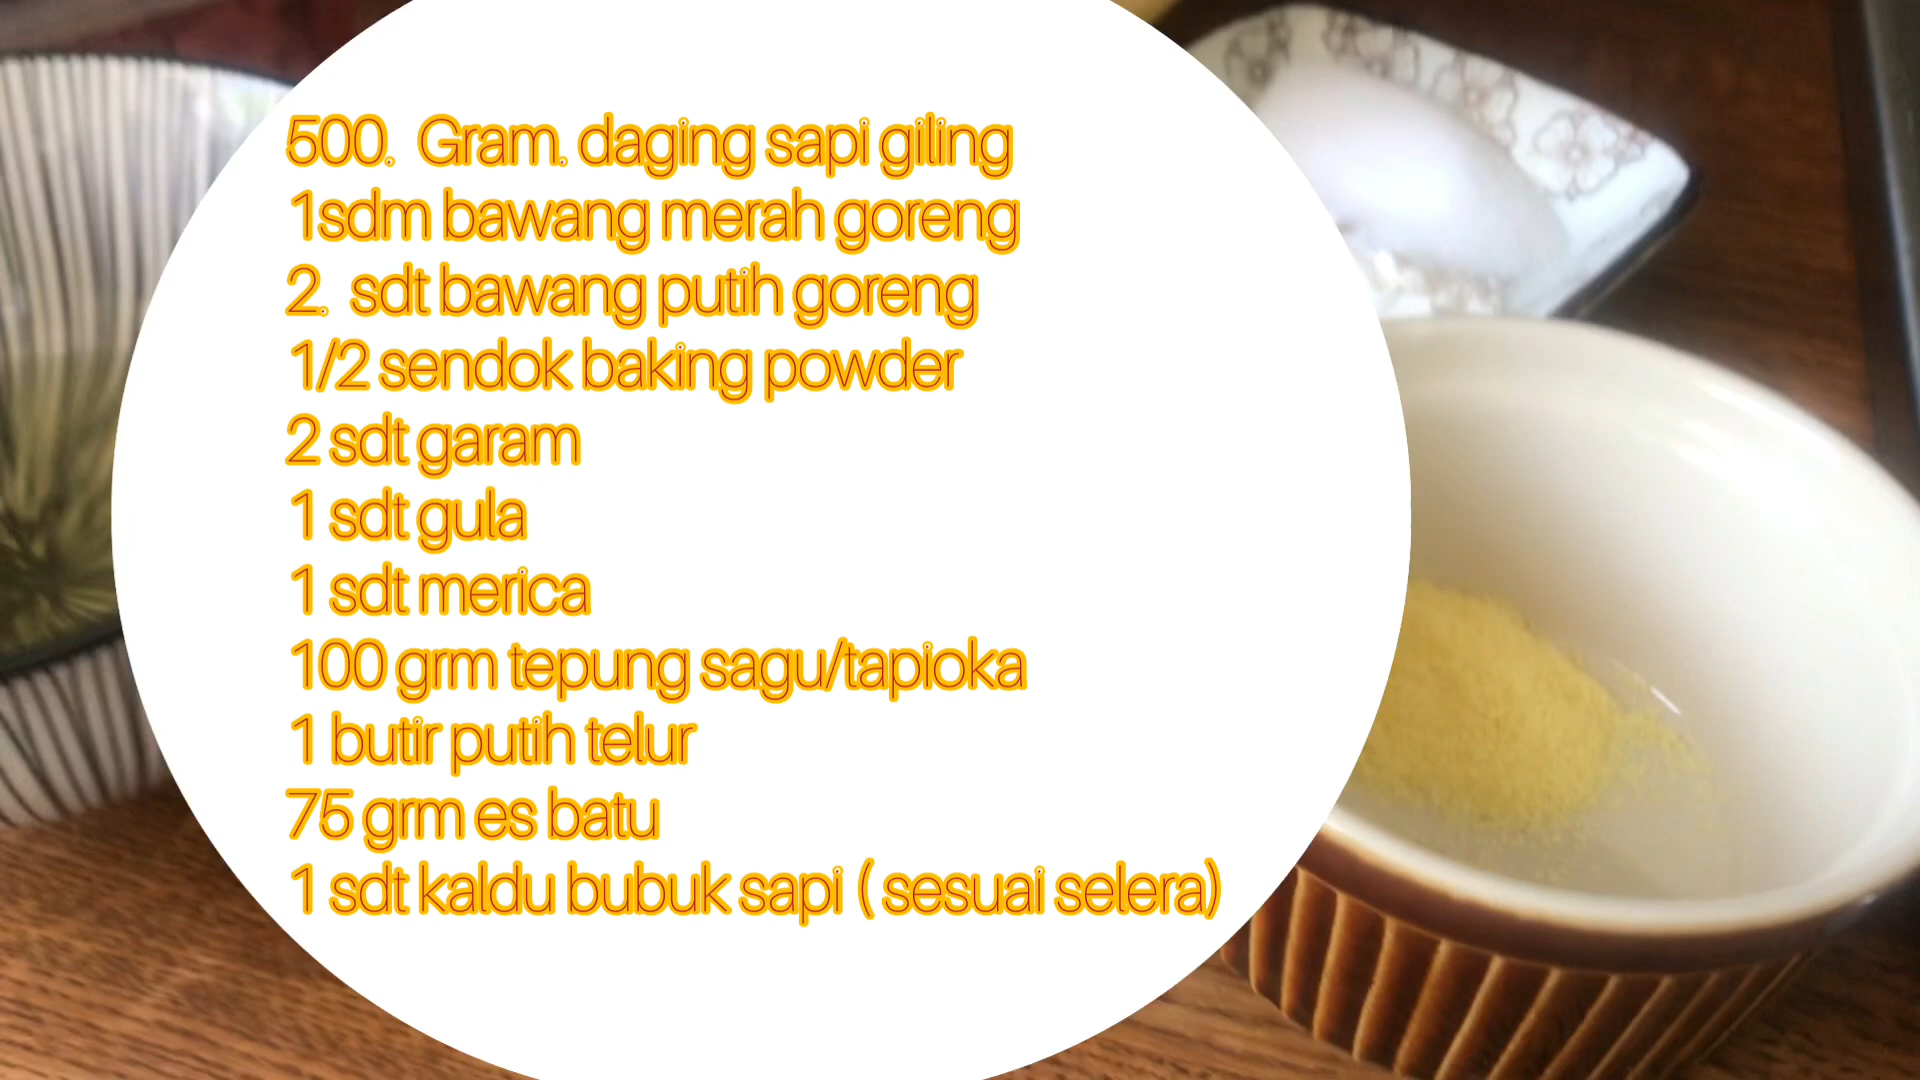 500. Gram. daging sapi giling
1sdm bawang merah goreng
2. sdt bawang putih goreng
1/2 sendok baking powder
2 sdt garam
1 sdt gula
1 sdt merica
100 grm tepung sagu/tapioka
1 butir putih telur
75 grm es batu
1 sdt kaldu bubuk sapi ( sesuai selera)